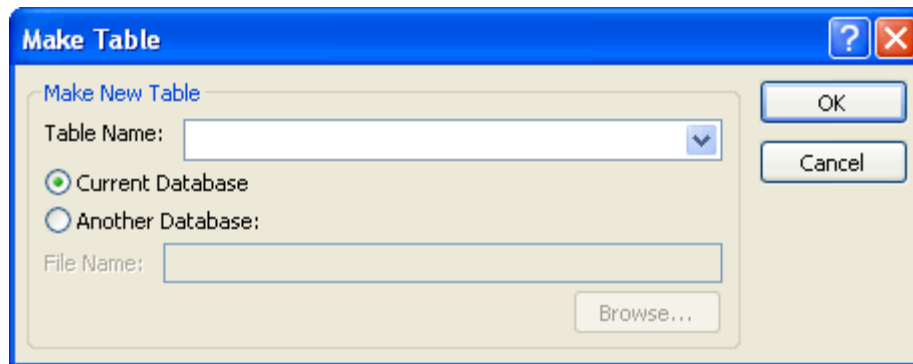 Make Table
Make New Table
Table Name:
Current Database
Another Database:
File Name:
Browse...
OK
Cancel